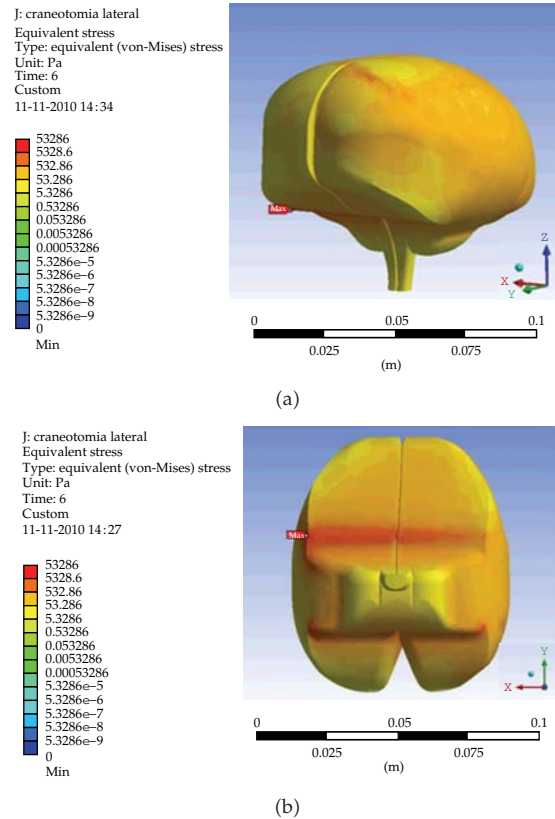 J: craneotomia lateral
Equivalent stress
Type: equivalent (von-Mises) stress
Unit: Pa
Time: 6
Custom
11-11-2010 14:34
53286
5328.6
532.86
53.286
5.3286
0.53286
0.053286
0.0053286
0.00053286
5.3286e−5
5.3286e−6
5.3286e−7
5.3286e−8
5.3286e−9
0
Min
Max
Z
X
Y
0 0.05 0.1
0.025 0.075
(m)
(a)
J: craneotomia lateral
Equivalent stress
Type: equivalent (von-Mises) stress
Unit: Pa
Time: 6
Custom
11-11-2010 14:27
53286
5328.6
532.86
53.286
5.3286
0.53286
0.053286
0.0053286
0.00053286
5.3286e−5
5.3286e−6
5.3286e−7
5.3286e−8
5.3286e−9
0
Min
Max
Y
X
0 0.05 0.1
0.025 0.075
(m)
(b)